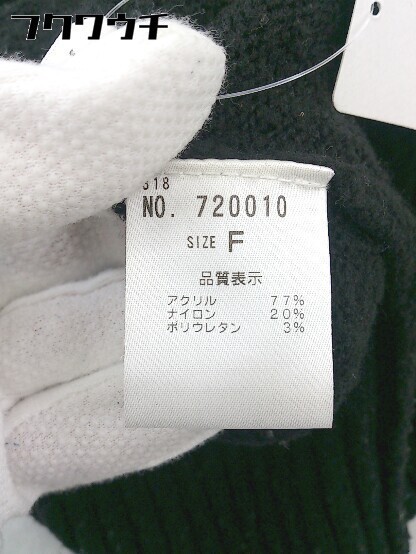 フクウウチ
318
NO. 720010
SIZE F
品質表示
アクリル 77%
ナイロン 20%
ポリウレタン 3%